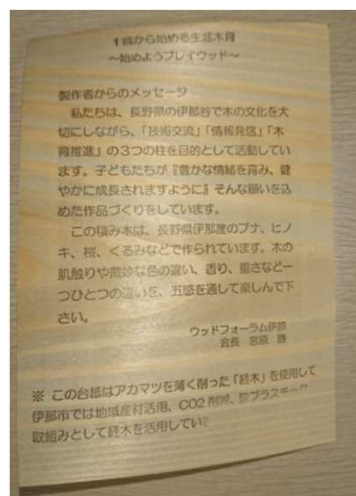 1歳から始める生涯木育
～始めようプレイウッド～
製作者からのメッセージ
私たちは、長野県の伊那谷で木の文化を大
切にしながら、「技術交流」「情報発信」「木
育推進」の3つの柱を目的として活動してい
ます。子どもたちが『豊かな情緒を育み、健
やかに成長されますように』そんな願いを込
めた作品づくりをしています。
この積み木は、長野県伊那産のブナ、ヒノ
キ、桜、くるみなどで作られています。木の
肌触りや微妙な色の違い、香り、重さなど一
つひとつの違いを、五感を通して楽しんで下
さい。
ウッドフォーラム伊那
会長 宮原
※ この台紙はアカマツを薄く削った「経木」を使用して
伊那市では地域産材活用、CO2削減、脱プラスチック
取組みとして経木を活用してい